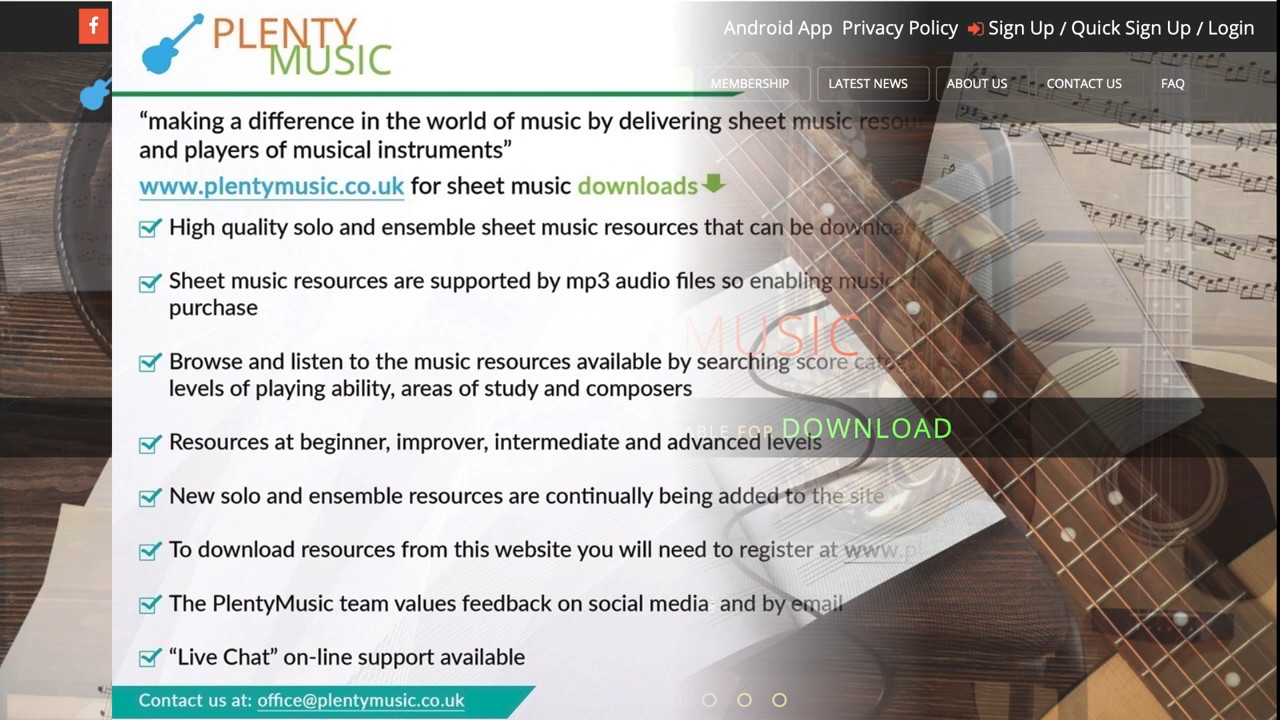 f
PLENTY
MUSIC
Android App Privacy Policy Sign Up / Quick Sign Up / Login
MEMBERSHIP LATEST NEWS ABOUT US CONTACT US FAQ
“making a difference in the world of music by delivering sheet music
and players of musical instruments”
www.plentymusic.co.uk for sheet music downloads
High quality solo and ensemble sheet music resources that can be
Sheet music resources are supported by mp3 audio files so enabling music
purchase
MUSIC
Browse and listen to the music resources available by searching score
levels of playing ability, areas of study and composers
FOR DOWNLOAD
Resources at beginner, improver, intermediate and advanced levels
New solo and ensemble resources are continually being added to the site
To download resources from this website you will need to register at
The PlentyMusic team values feedback on social media and by email
“Live Chat” on-line support available
Contact us at: office@plentymusic.co.uk